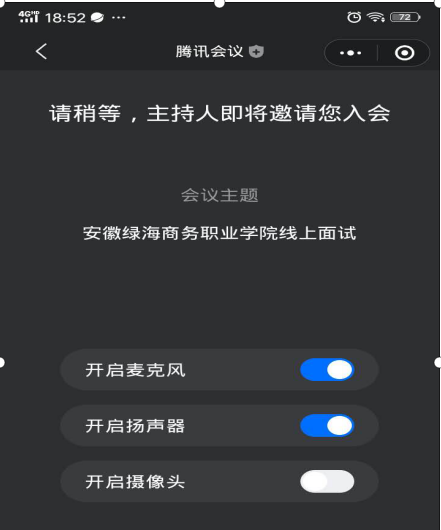 4G 18:52 72
腾讯会议
请稍等，主持人即将邀请您入会
会议主题
安徽绿海商务职业学院线上面试
开启麦克风
开启扬声器
开启摄像头